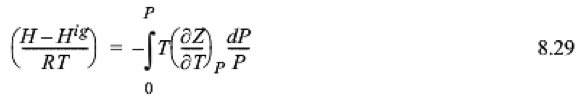 (H – H^ig / RT) = –∫₀^P T(∂Z/∂T)_P dP/P 8.29